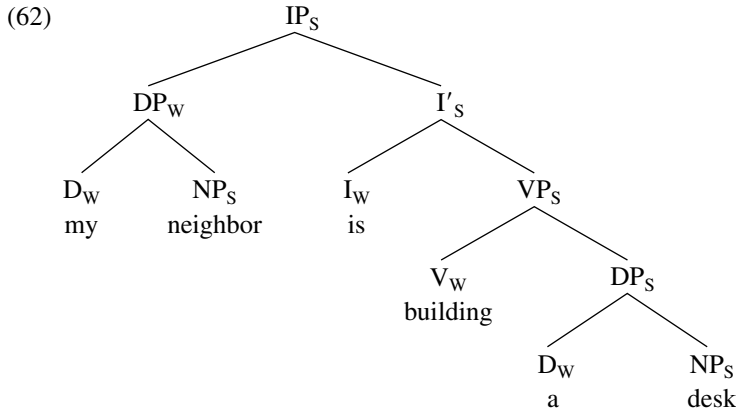 (62) IP_S
DP_W I′_S
D_W NP_S I_W VP_S
my neighbor is
V_W DP_S
building
D_W NP_S
a desk